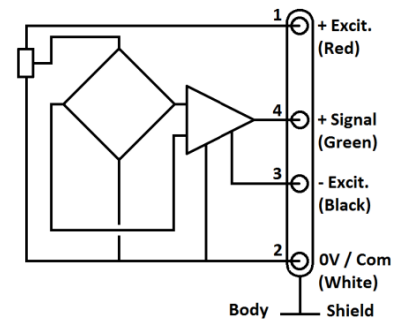 1
+ Excit.
(Red)
4
+ Signal
(Green)
3
- Excit.
(Black)
2
0V / Com
(White)
Body
Shield